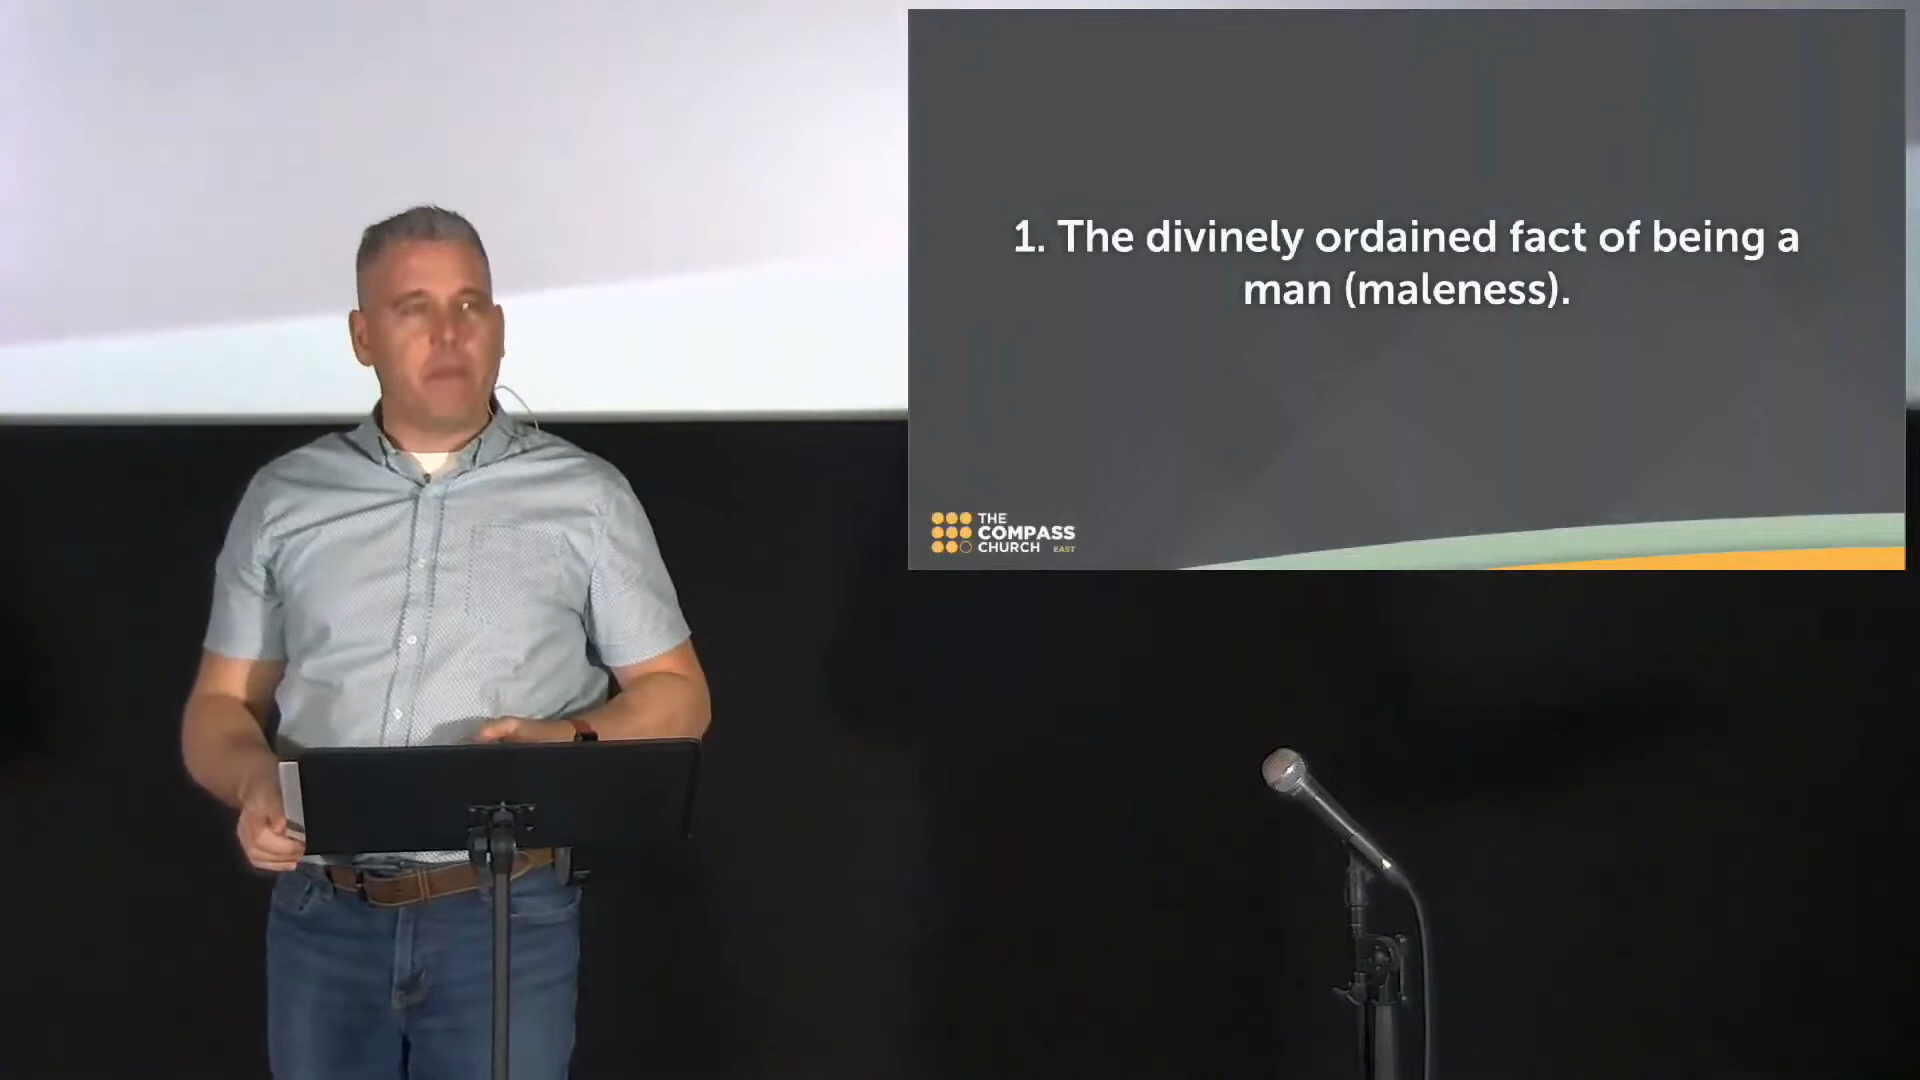 1. The divinely ordained fact of being a
man (maleness).
THE
COMPASS
CHURCH EAST